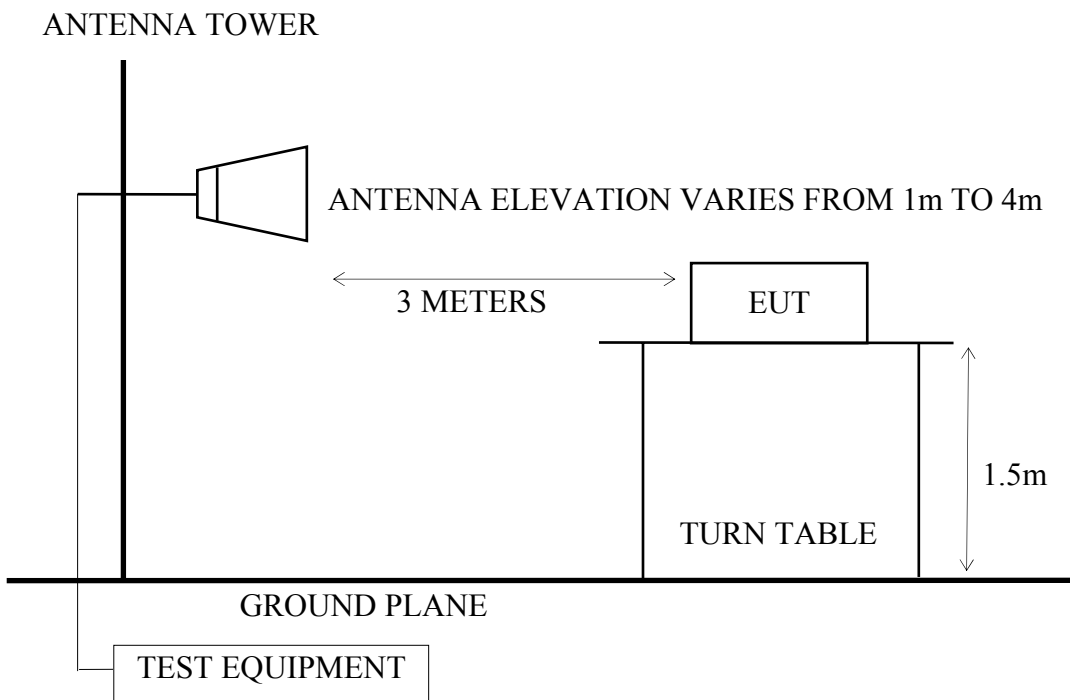 ANTENNA TOWER
ANTENNA ELEVATION VARIES FROM 1m TO 4m
3 METERS
EUT
1.5m
TURN TABLE
GROUND PLANE
TEST EQUIPMENT